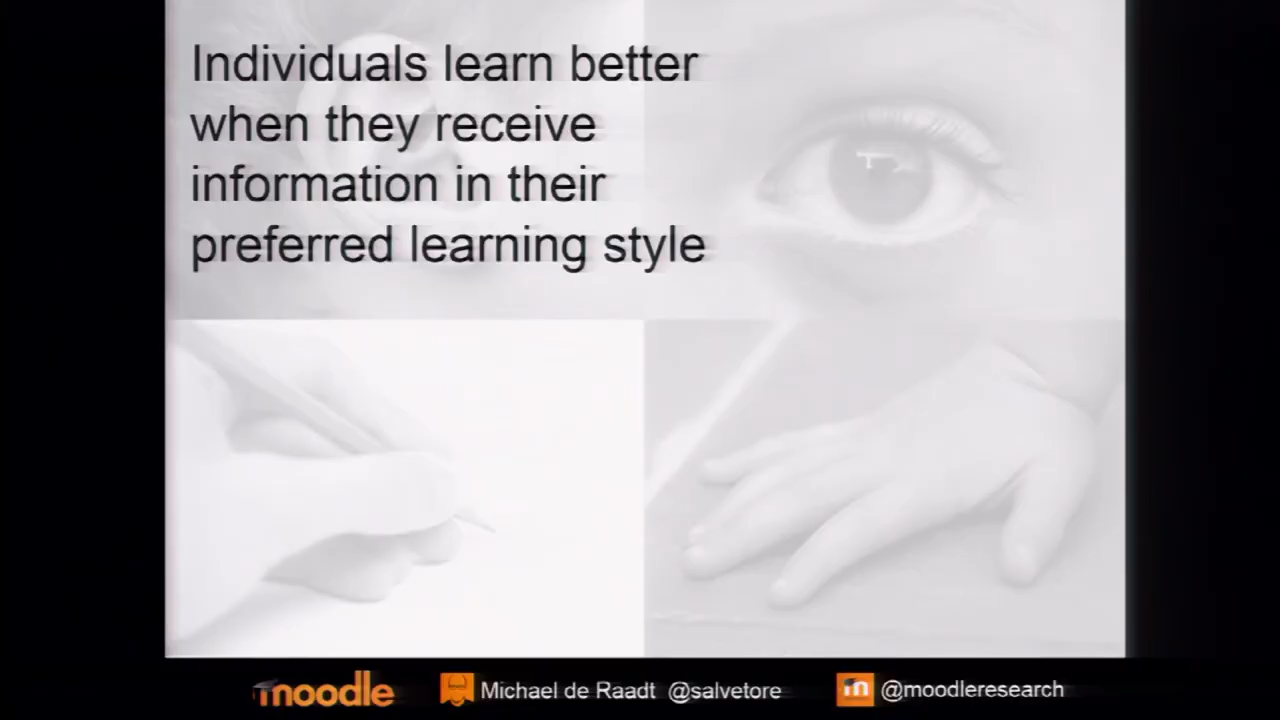 Individuals learn better
when they receive
information in their
preferred learning style
moodle Michael de Raadt @salvetore m @moodleresearch